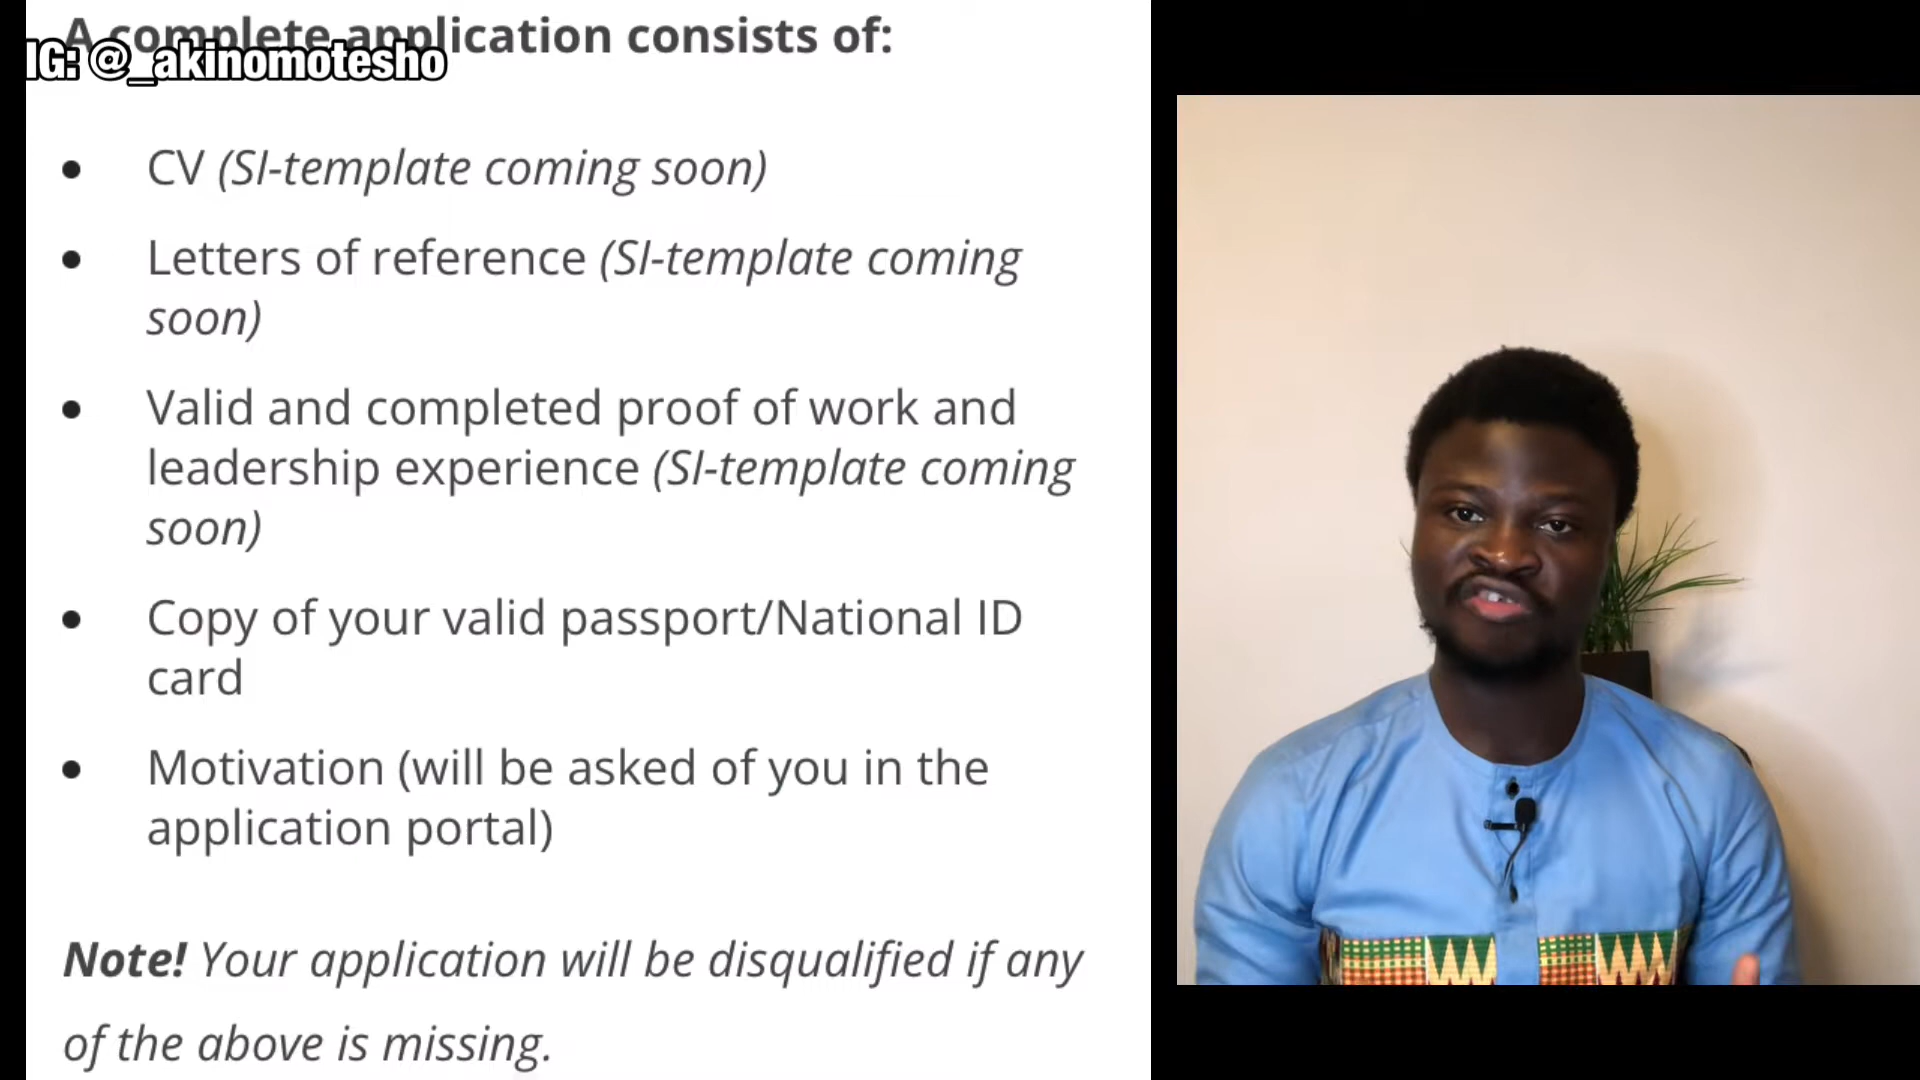 A complete application consists of:
IG: @_akinomotesho
• CV (SI-template coming soon)
• Letters of reference (SI-template coming
soon)
• Valid and completed proof of work and
leadership experience (SI-template coming
soon)
• Copy of your valid passport/National ID
card
• Motivation (will be asked of you in the
application portal)
Note! Your application will be disqualified if any
of the above is missing.